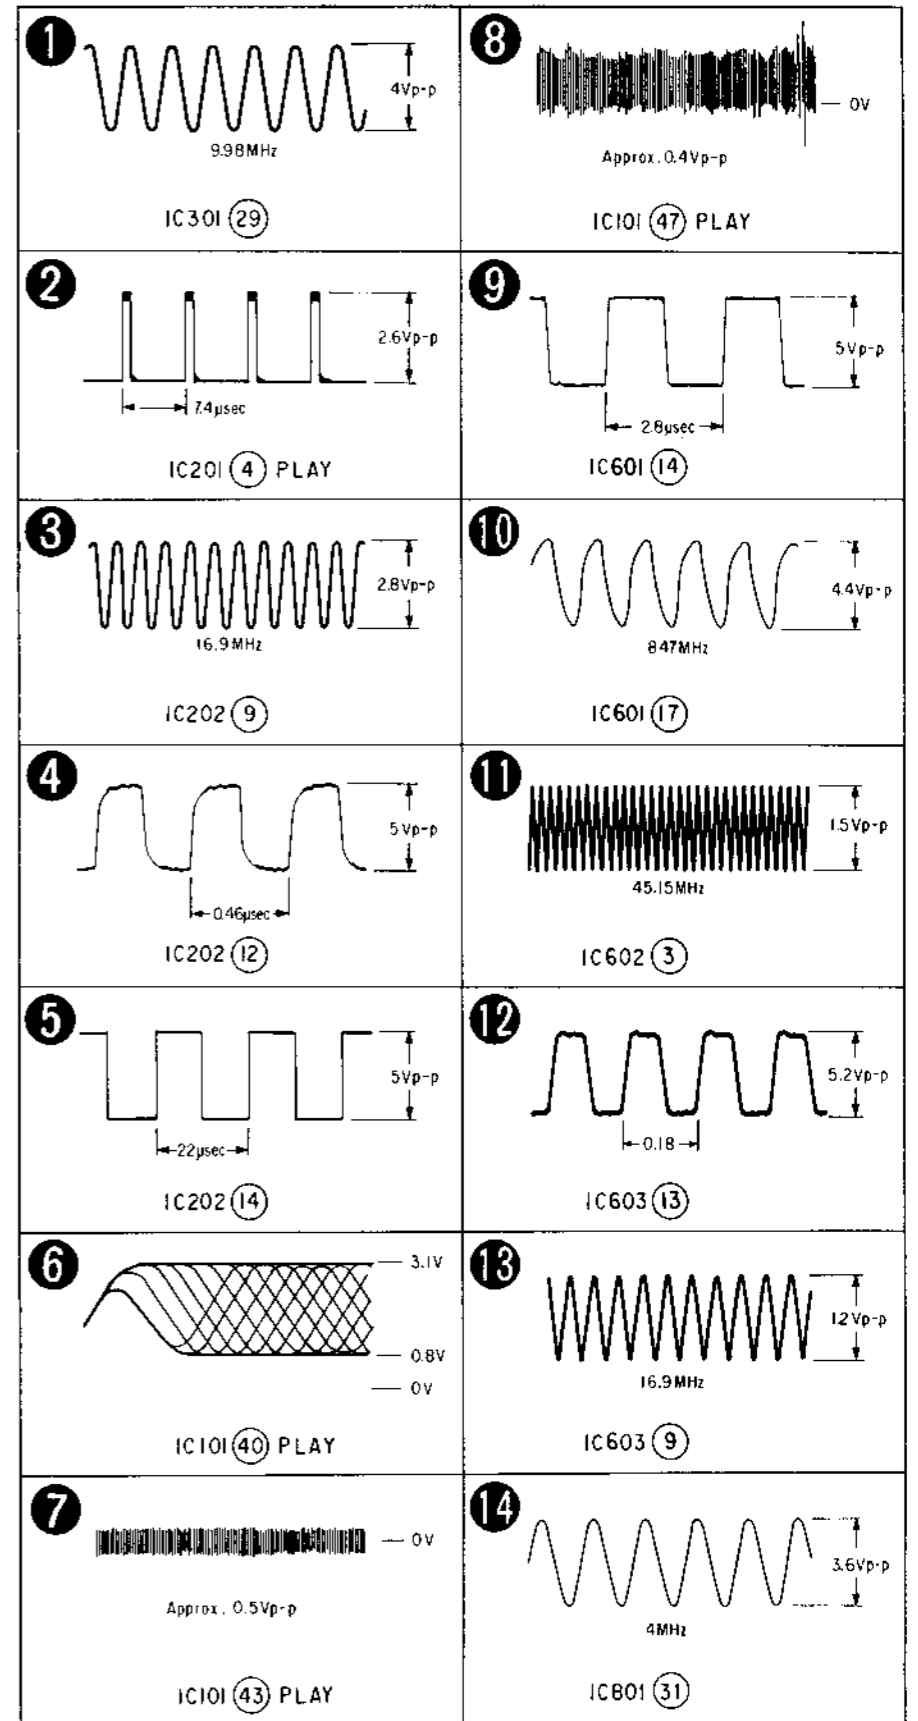 1
4Vp-p
9.98MHz
IC301 29
2
2.6Vp-p
7.4µsec
IC201 4 PLAY
3
2.8Vp-p
16.9MHz
IC202 9
4
5Vp-p
0.46µsec
IC202 12
5
5Vp-p
22µsec
IC202 14
6
3.1V
0.8V
0V
IC101 40 PLAY
7
0V
Approx. 0.5Vp-p
IC101 43 PLAY
8
0V
Approx. 0.4Vp-p
IC101 47 PLAY
9
5Vp-p
2.8µsec
IC601 14
10
4.4Vp-p
847MHz
IC601 17
11
1.5Vp-p
45.15MHz
IC602 3
12
5.2Vp-p
0.18
IC603 13
13
1.2Vp-p
16.9MHz
IC603 9
14
3.6Vp-p
4MHz
IC801 31